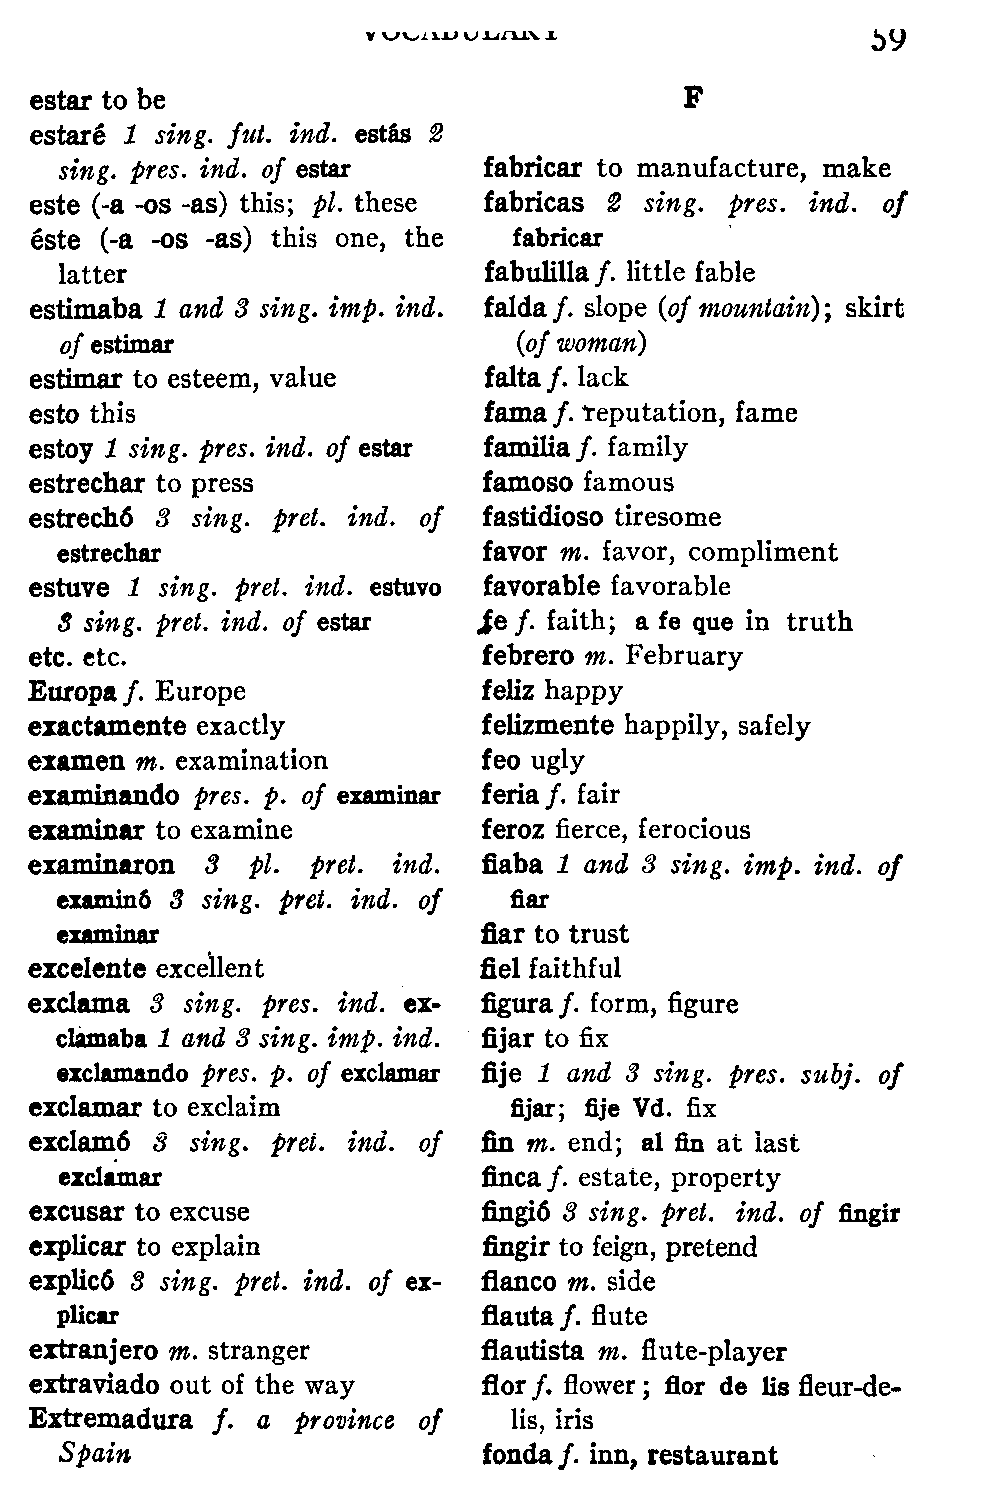 VOCABULARY 59
estar to be
estaré 1 sing. fut. ind. estás 2
sing. pres. ind. of estar
este (-a -os -as) this; pl. these
éste (-a -os -as) this one, the
latter
estimaba 1 and 3 sing. imp. ind.
of estimar
estimar to esteem, value
esto this
estoy 1 sing. pres. ind. of estar
estrechar to press
estrechó 3 sing. pret. ind. of
estrechar
estuve 1 sing. pret. ind. estuvo
3 sing. pret. ind. of estar
etc. etc.
Europa f. Europe
exactamente exactly
examen m. examination
examinando pres. p. of examinar
examinar to examine
examinaron 3 pl. pret. ind.
examinó 3 sing. pret. ind. of
examinar
excelente excellent
exclama 3 sing. pres. ind. ex-
clamaba 1 and 3 sing. imp. ind.
exclamando pres. p. of exclamar
exclamar to exclaim
exclamó 3 sing. pret. ind. of
exclamar
excusar to excuse
explicar to explain
explicó 3 sing. pret. ind. of ex-
plicar
extranjero m. stranger
extraviado out of the way
Extremadura f. a province of
Spain
F
fabricar to manufacture, make
fabricas 2 sing. pres. ind. of
fabricar
fabulilla f. little fable
falda f. slope (of mountain); skirt
(of woman)
falta f. lack
fama f. reputation, fame
familia f. family
famoso famous
fastidioso tiresome
favor m. favor, compliment
favorable favorable
fe f. faith; a fe que in truth
febrero m. February
feliz happy
felizmente happily, safely
feo ugly
feria f. fair
feroz fierce, ferocious
fiaba 1 and 3 sing. imp. ind. of
fiar
fiar to trust
fiel faithful
figura f. form, figure
fijar to fix
fije 1 and 3 sing. pres. subj. of
fijar; fije Vd. fix
fin m. end; al fin at last
finca f. estate, property
fingió 3 sing. pret. ind. of fingir
fingir to feign, pretend
flanco m. side
flauta f. flute
flautista m. flute-player
flor f. flower; flor de lis fleur-de-
lis, iris
fonda f. inn, restaurant